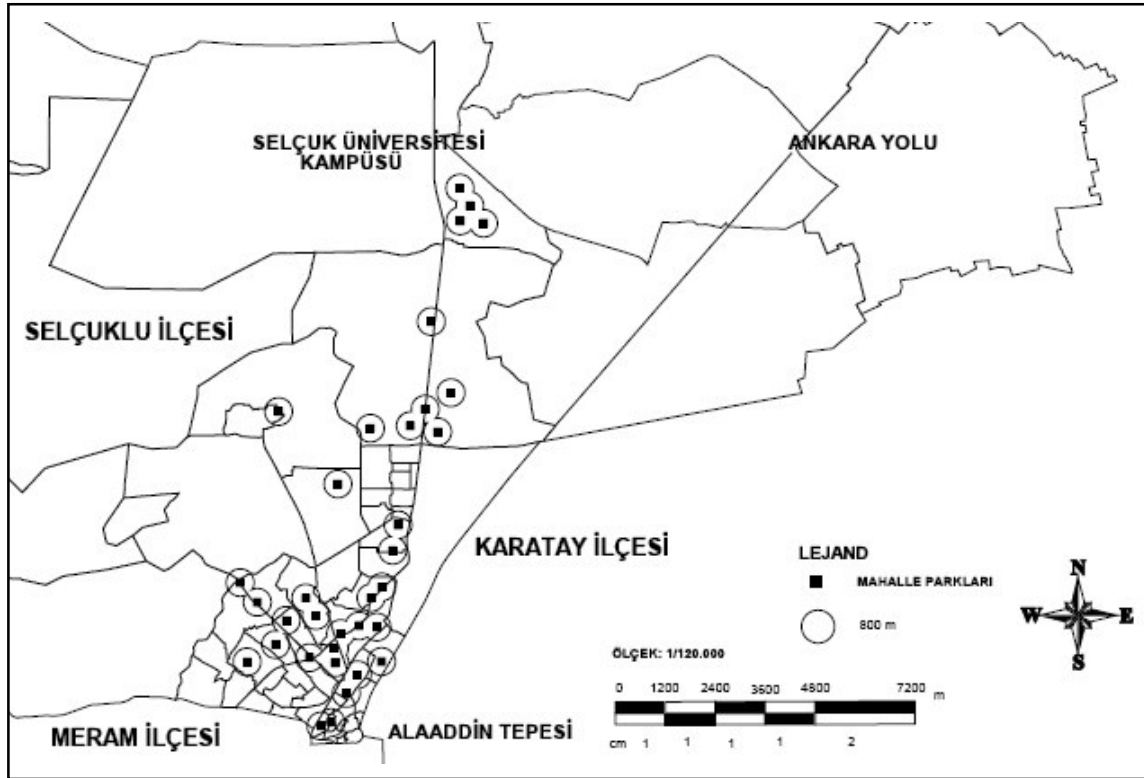 SELÇUK ÜNİVERSİTESİ
KAMPÜSÜ
ANKARA YOLU
SELÇUKLU İLÇESİ
KARATAY İLÇESİ
LEJAND
MAHALLE PARKLARI
800 m
N
W
E
S
ÖLÇEK: 1/120.000
0 1200 2400 3600 4800 7200 m
cm 1 1 1 1 2
MERAM İLÇESİ
ALAADDİN TEPESİ